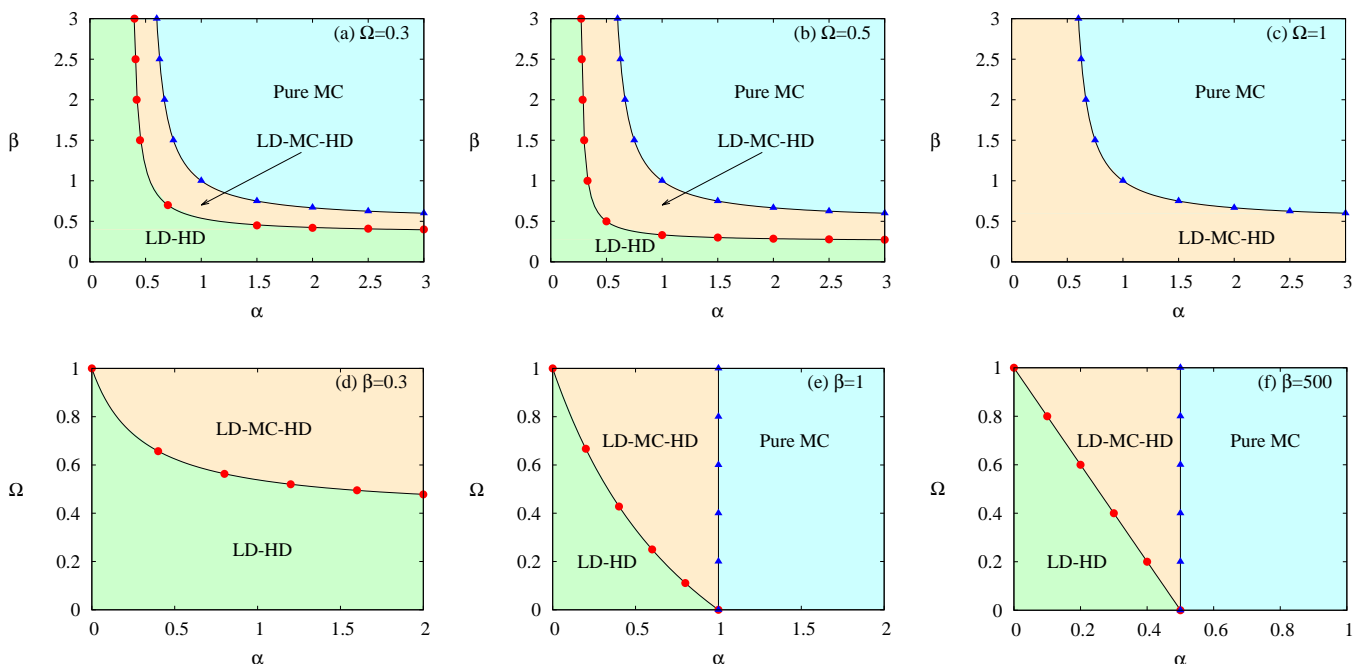 (a) Ω=0.3
3
2.5
2
1.5
1
0.5
0
β
Pure MC
LD-MC-HD
LD-HD
0 0.5 1 1.5 2 2.5 3
α
(b) Ω=0.5
3
2.5
2
1.5
1
0.5
0
β
Pure MC
LD-MC-HD
LD-HD
0 0.5 1 1.5 2 2.5 3
α
(c) Ω=1
3
2.5
2
1.5
1
0.5
0
β
Pure MC
LD-MC-HD
0 0.5 1 1.5 2 2.5 3
α
(d) β=0.3
1
0.8
0.6
0.4
0.2
0
Ω
LD-MC-HD
LD-HD
0 0.5 1 1.5 2
α
(e) β=1
1
0.8
0.6
0.4
0.2
0
Ω
LD-MC-HD
Pure MC
LD-HD
0 0.5 1 1.5 2
α
(f) β=500
1
0.8
0.6
0.4
0.2
0
Ω
LD-MC-HD
Pure MC
LD-HD
0 0.2 0.4 0.6 0.8 1
α